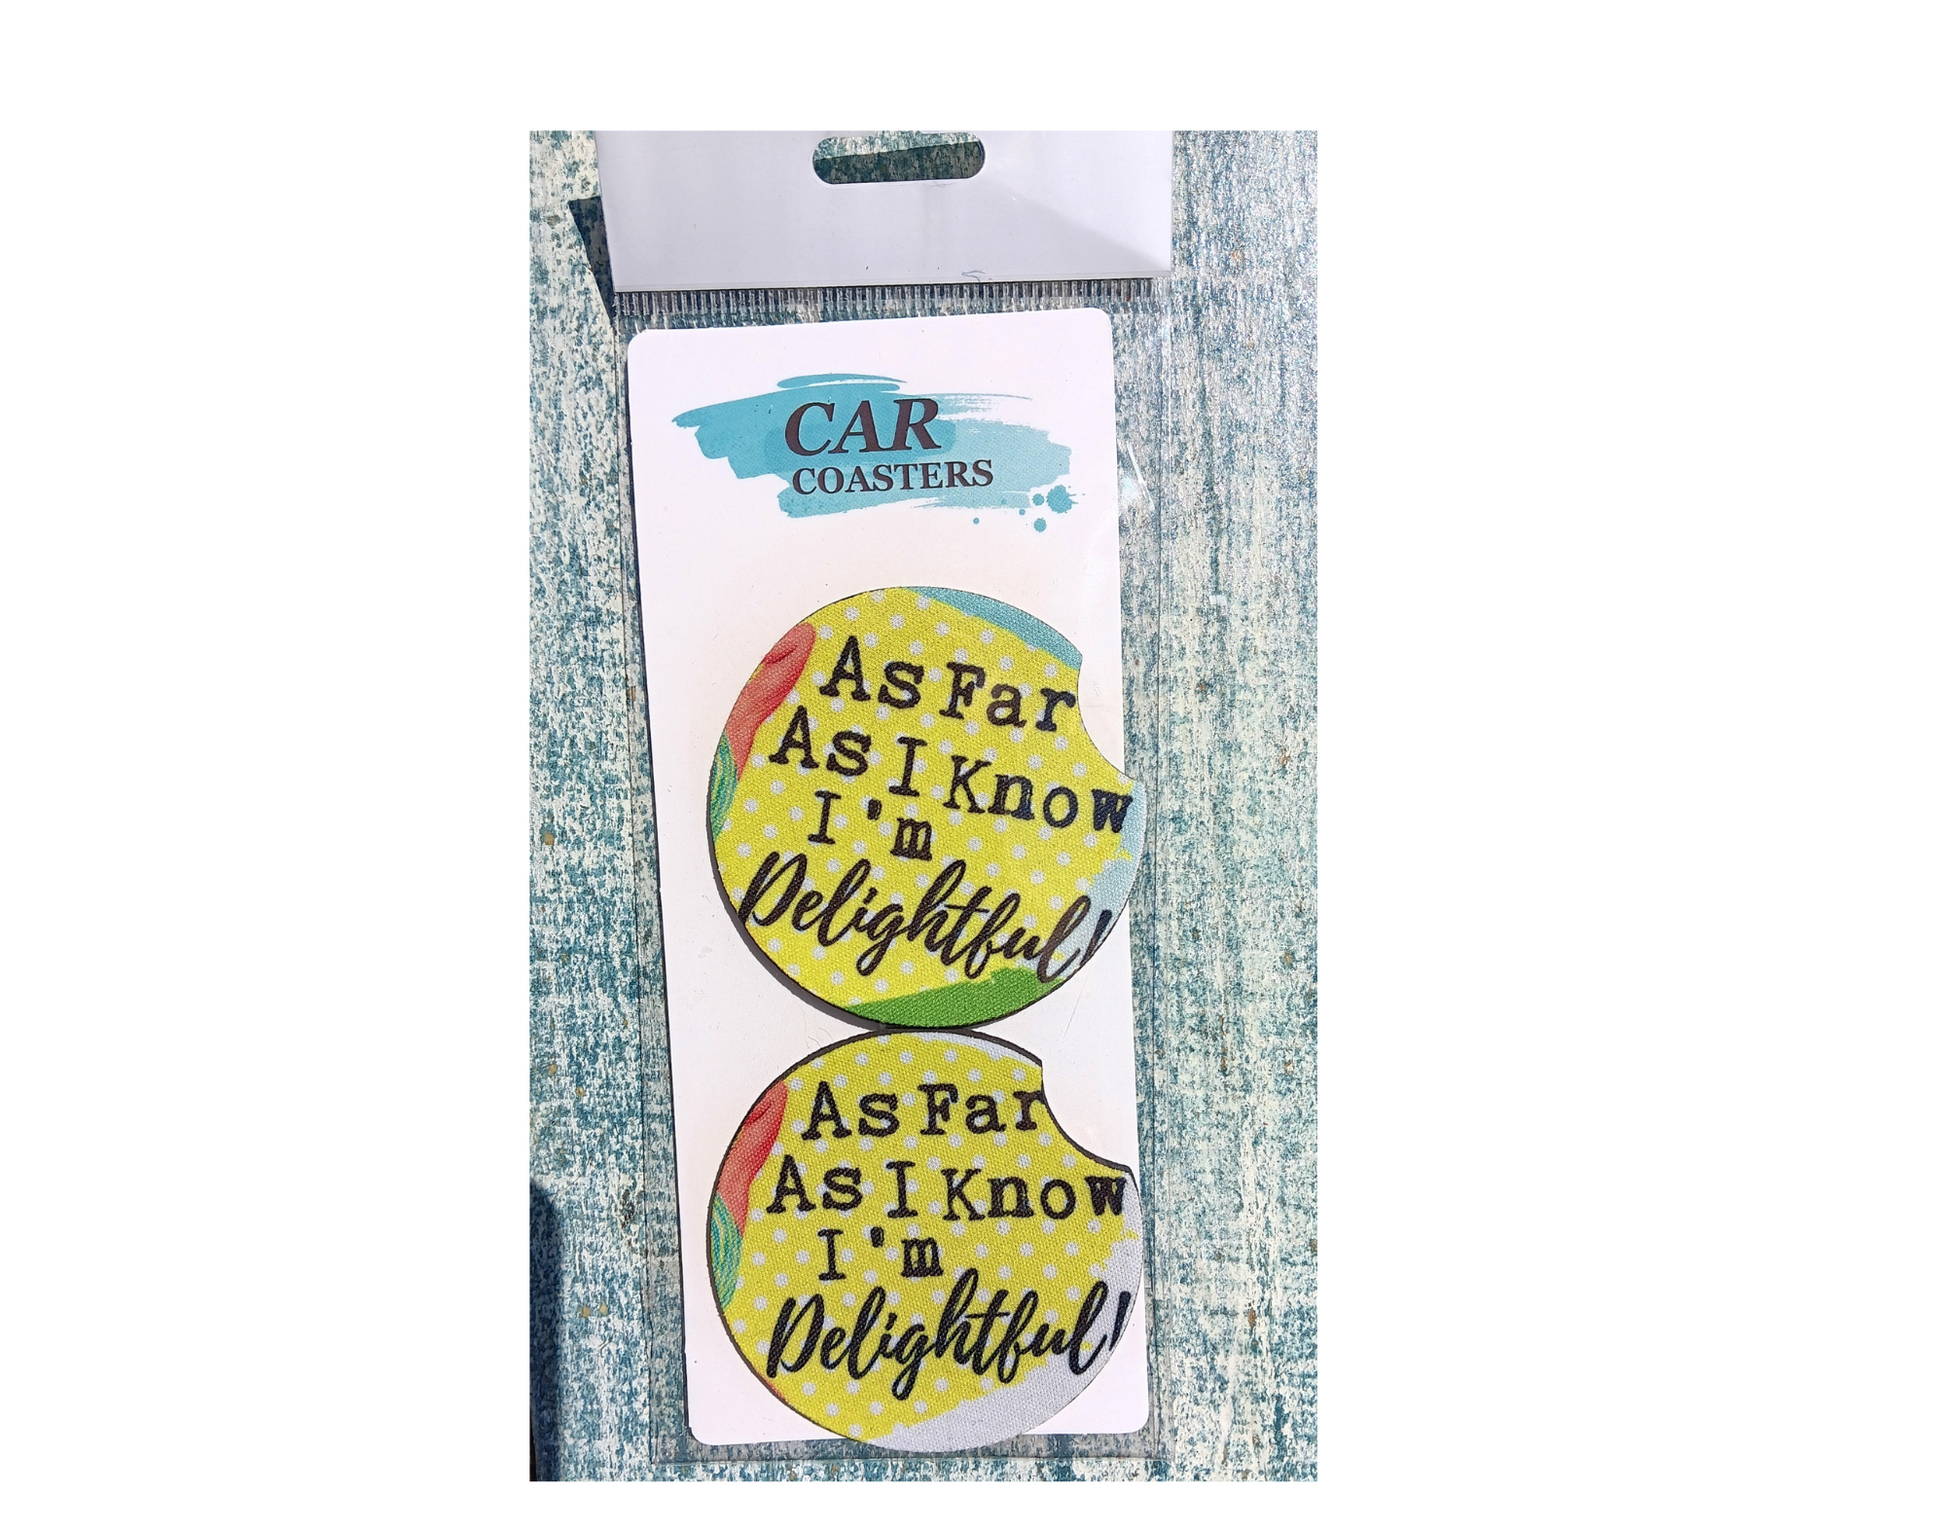 CAR
COASTERS
As Far
As I Know
I'm
Delightful!
As Far
As I Know
I'm
Delightful!